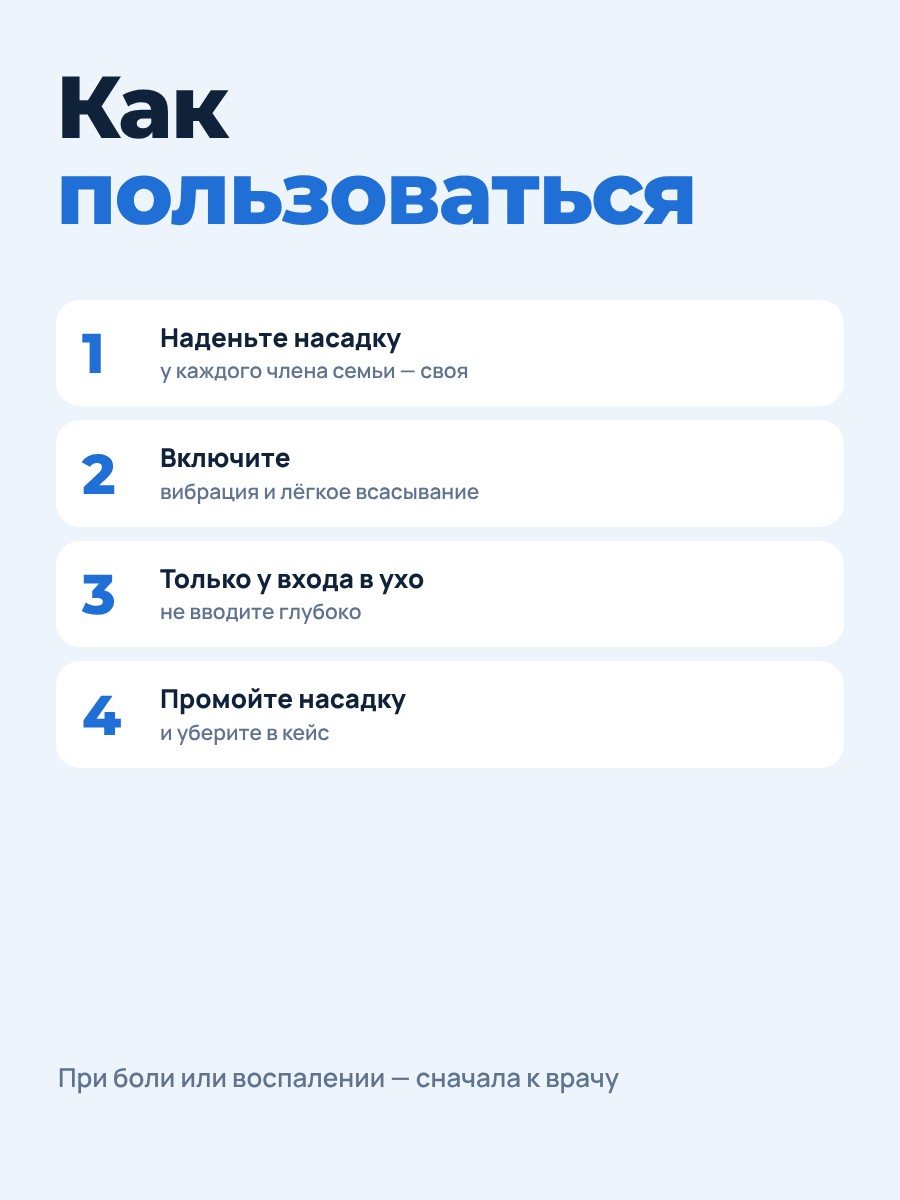 Как
пользоваться
1
Наденьте насадку
у каждого члена семьи — своя
2
Включите
вибрация и лёгкое всасывание
3
Только у входа в ухо
не вводите глубоко
4
Промойте насадку
и уберите в кейс
При боли или воспалении — сначала к врачу